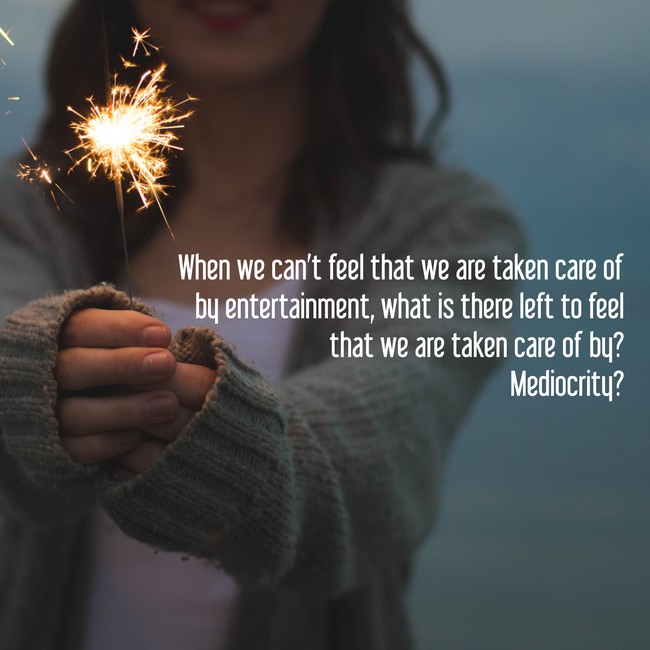 When we can't feel that we are taken care of
by entertainment, what is there left to feel
that we are taken care of by?
Mediocrity?